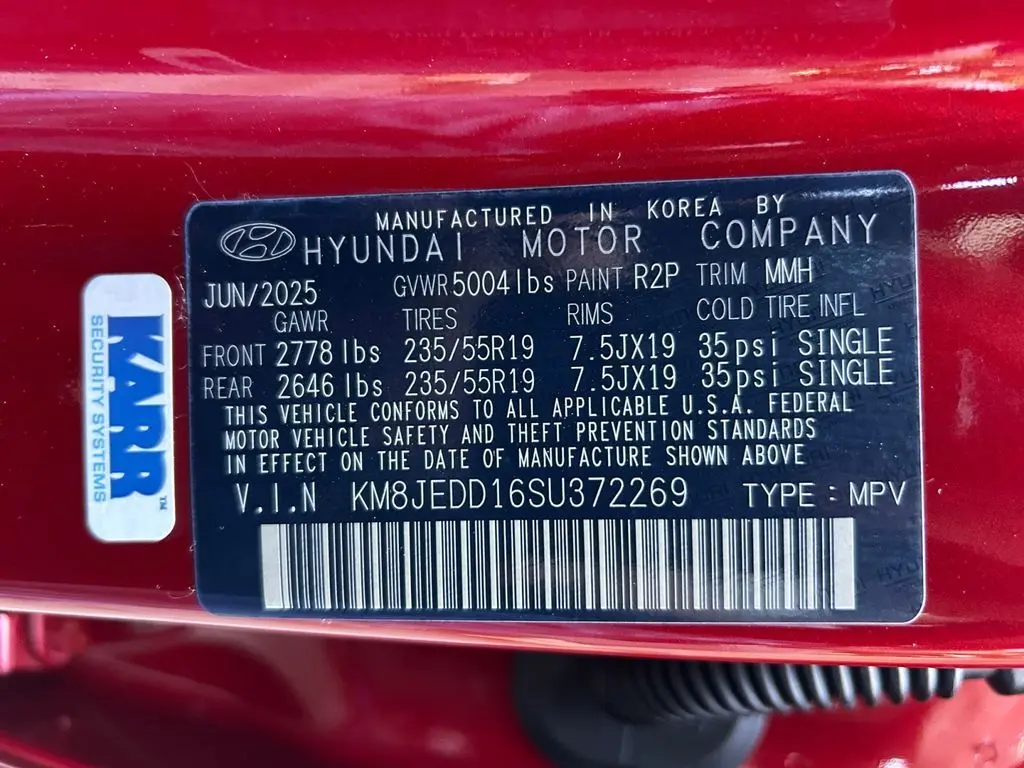 MANUFACTURED IN KOREA BY
HYUNDAI MOTOR COMPANY
JUN/2025 GVWR 5004lbs PAINT R2P TRIM MMH
GAWR TIRES RIMS COLD TIRE INFL
FRONT 2778 lbs 235/55R19 7.5JX19 35psi SINGLE
REAR 2646 lbs 235/55R19 7.5JX19 35psi SINGLE
THIS VEHICLE CONFORMS TO ALL APPLICABLE U.S.A. FEDERAL
MOTOR VEHICLE SAFETY AND THEFT PREVENTION STANDARDS
IN EFFECT ON THE DATE OF MANUFACTURE SHOWN ABOVE
V.I.N KM8JEDD16SU372269 TYPE : MPV
KARR™
SECURITY SYSTEMS